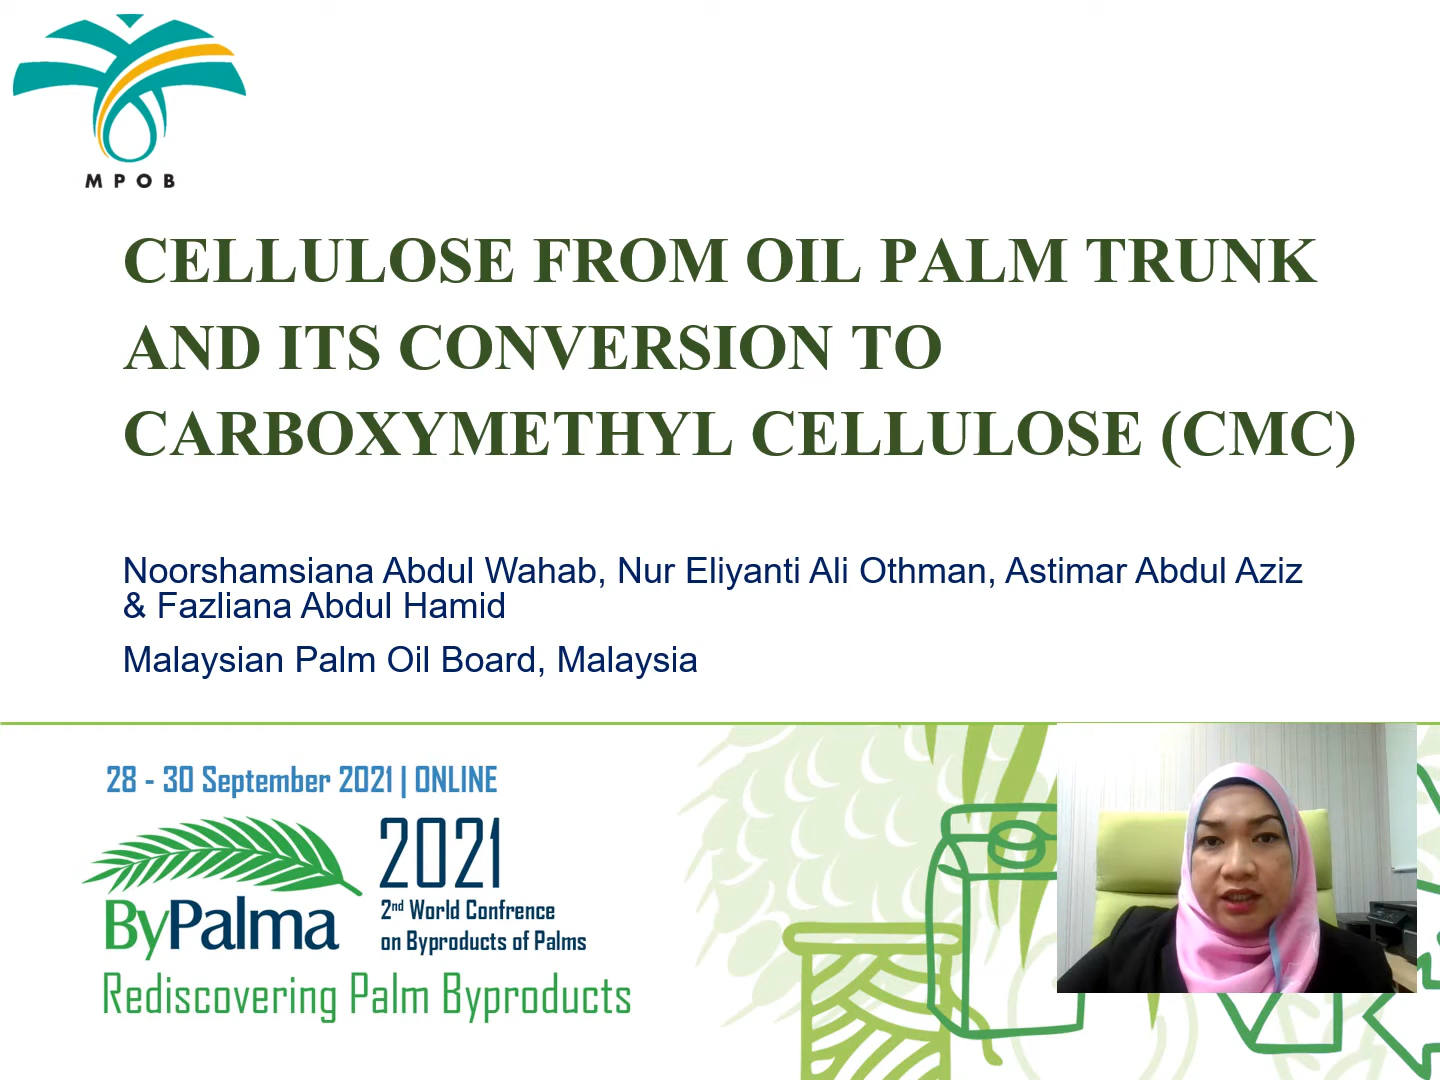 MPOB
CELLULOSE FROM OIL PALM TRUNK
AND ITS CONVERSION TO
CARBOXYMETHYL CELLULOSE (CMC)
Noorshamsiana Abdul Wahab, Nur Eliyanti Ali Othman, Astimar Abdul Aziz
& Fazliana Abdul Hamid
Malaysian Palm Oil Board, Malaysia
28 - 30 September 2021 | ONLINE
ByPalma
2021
2nd World Confrence
on Byproducts of Palms
Rediscovering Palm Byproducts